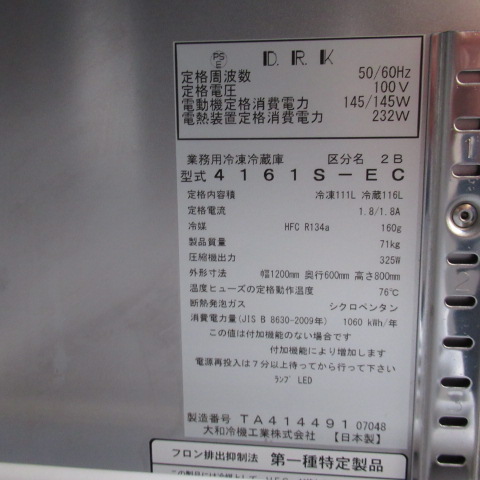 PS E D.R.K
定格周波数 50/60Hz
定格電圧 100V
電動機定格消費電力 145/145W
電熱装置定格消費電力 232W
業務用冷凍冷蔵庫 区分名 2B
型式 4161S-EC
定格内容積 冷凍111L 冷蔵116L
定格電流 1.8/1.8A
冷媒 HFC R134a 160g
製品質量 71kg
圧縮機出力 325W
外形寸法 幅1200mm 奥行600mm 高さ800mm
温度ヒューズの定格動作温度 76℃
断熱発泡ガス シクロペンタン
消費電力量(JIS B 8630-2009年) 1060 kWh/年
この値は付加機能のない場合です
付加機能により増加します
電源再投入は7分以上待ってから行って下さい
ランプ LED
製造番号 TA414491 07048
大和冷機工業株式会社 【日本製】
フロン排出抑制法 第一種特定製品
1
2